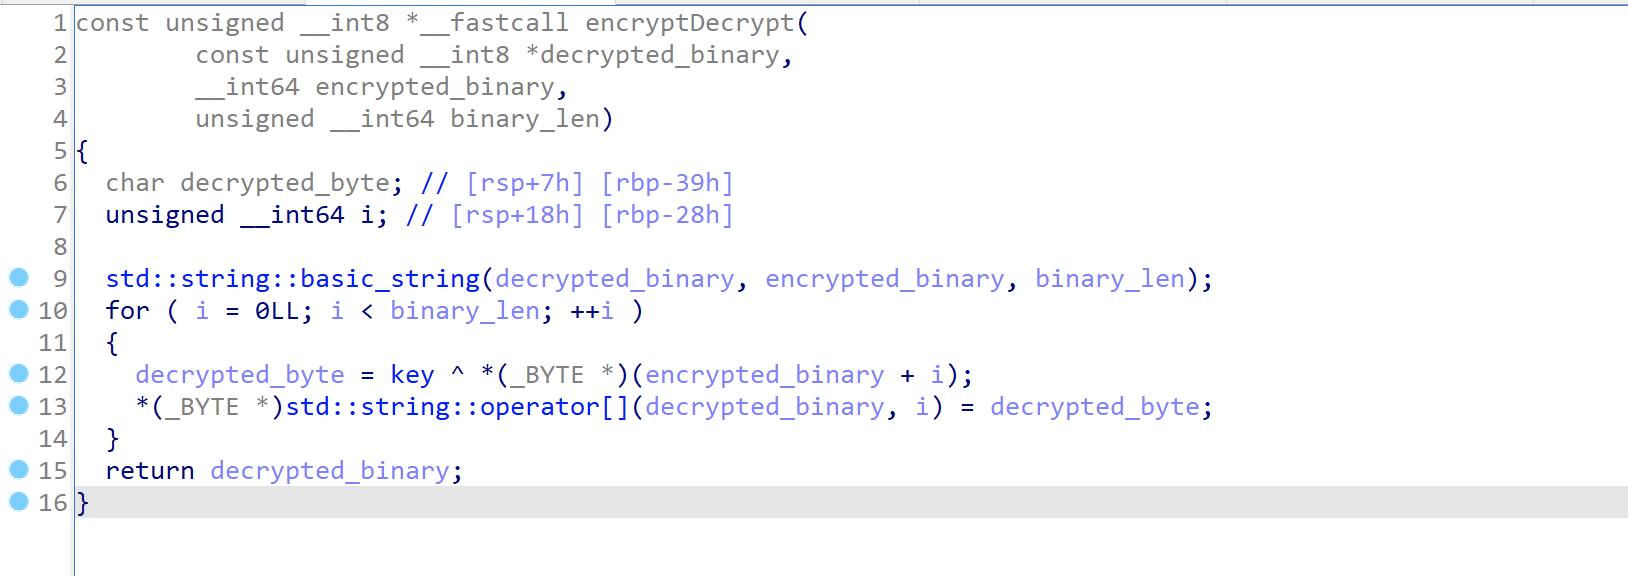 1 const unsigned __int8 *__fastcall encryptDecrypt(
2         const unsigned __int8 *decrypted_binary,
3         __int64 encrypted_binary,
4         unsigned __int64 binary_len)
5 {
6   char decrypted_byte; // [rsp+7h] [rbp-39h]
7   unsigned __int64 i; // [rsp+18h] [rbp-28h]
8
9   std::string::basic_string(decrypted_binary, encrypted_binary, binary_len);
10   for ( i = 0LL; i < binary_len; ++i )
11   {
12     decrypted_byte = key ^ *(_BYTE *)(encrypted_binary + i);
13     *(_BYTE *)std::string::operator[](decrypted_binary, i) = decrypted_byte;
14   }
15   return decrypted_binary;
16 }